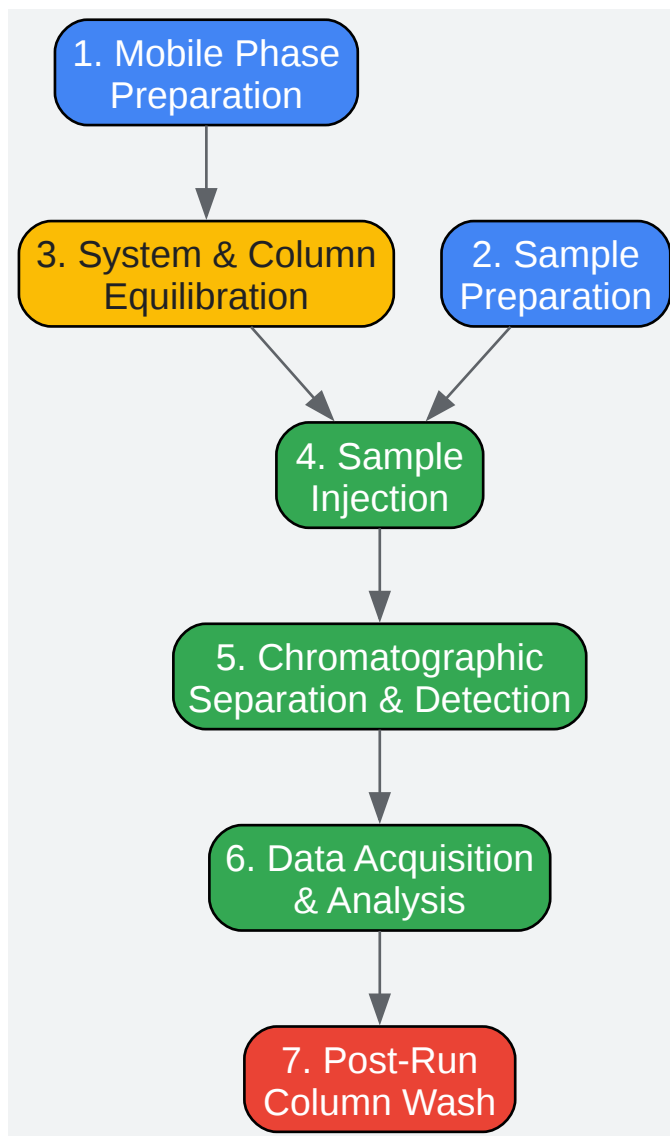 1. Mobile Phase
Preparation
3. System & Column
Equilibration
2. Sample
Preparation
4. Sample
Injection
5. Chromatographic
Separation & Detection
6. Data Acquisition
& Analysis
7. Post-Run
Column Wash